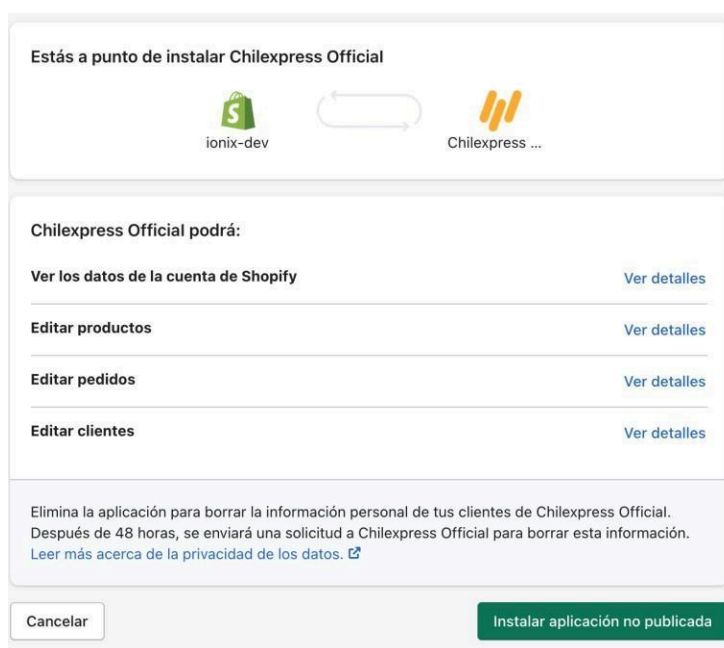 Estás a punto de instalar Chilexpress Official
ionix-dev
Chilexpress ...
Chilexpress Official podrá:
Ver los datos de la cuenta de Shopify
Ver detalles
Editar productos
Ver detalles
Editar pedidos
Ver detalles
Editar clientes
Ver detalles
Elimina la aplicación para borrar la información personal de tus clientes de Chilexpress Official.
Después de 48 horas, se enviará una solicitud a Chilexpress Official para borrar esta información.
Leer más acerca de la privacidad de los datos.
Cancelar
Instalar aplicación no publicada